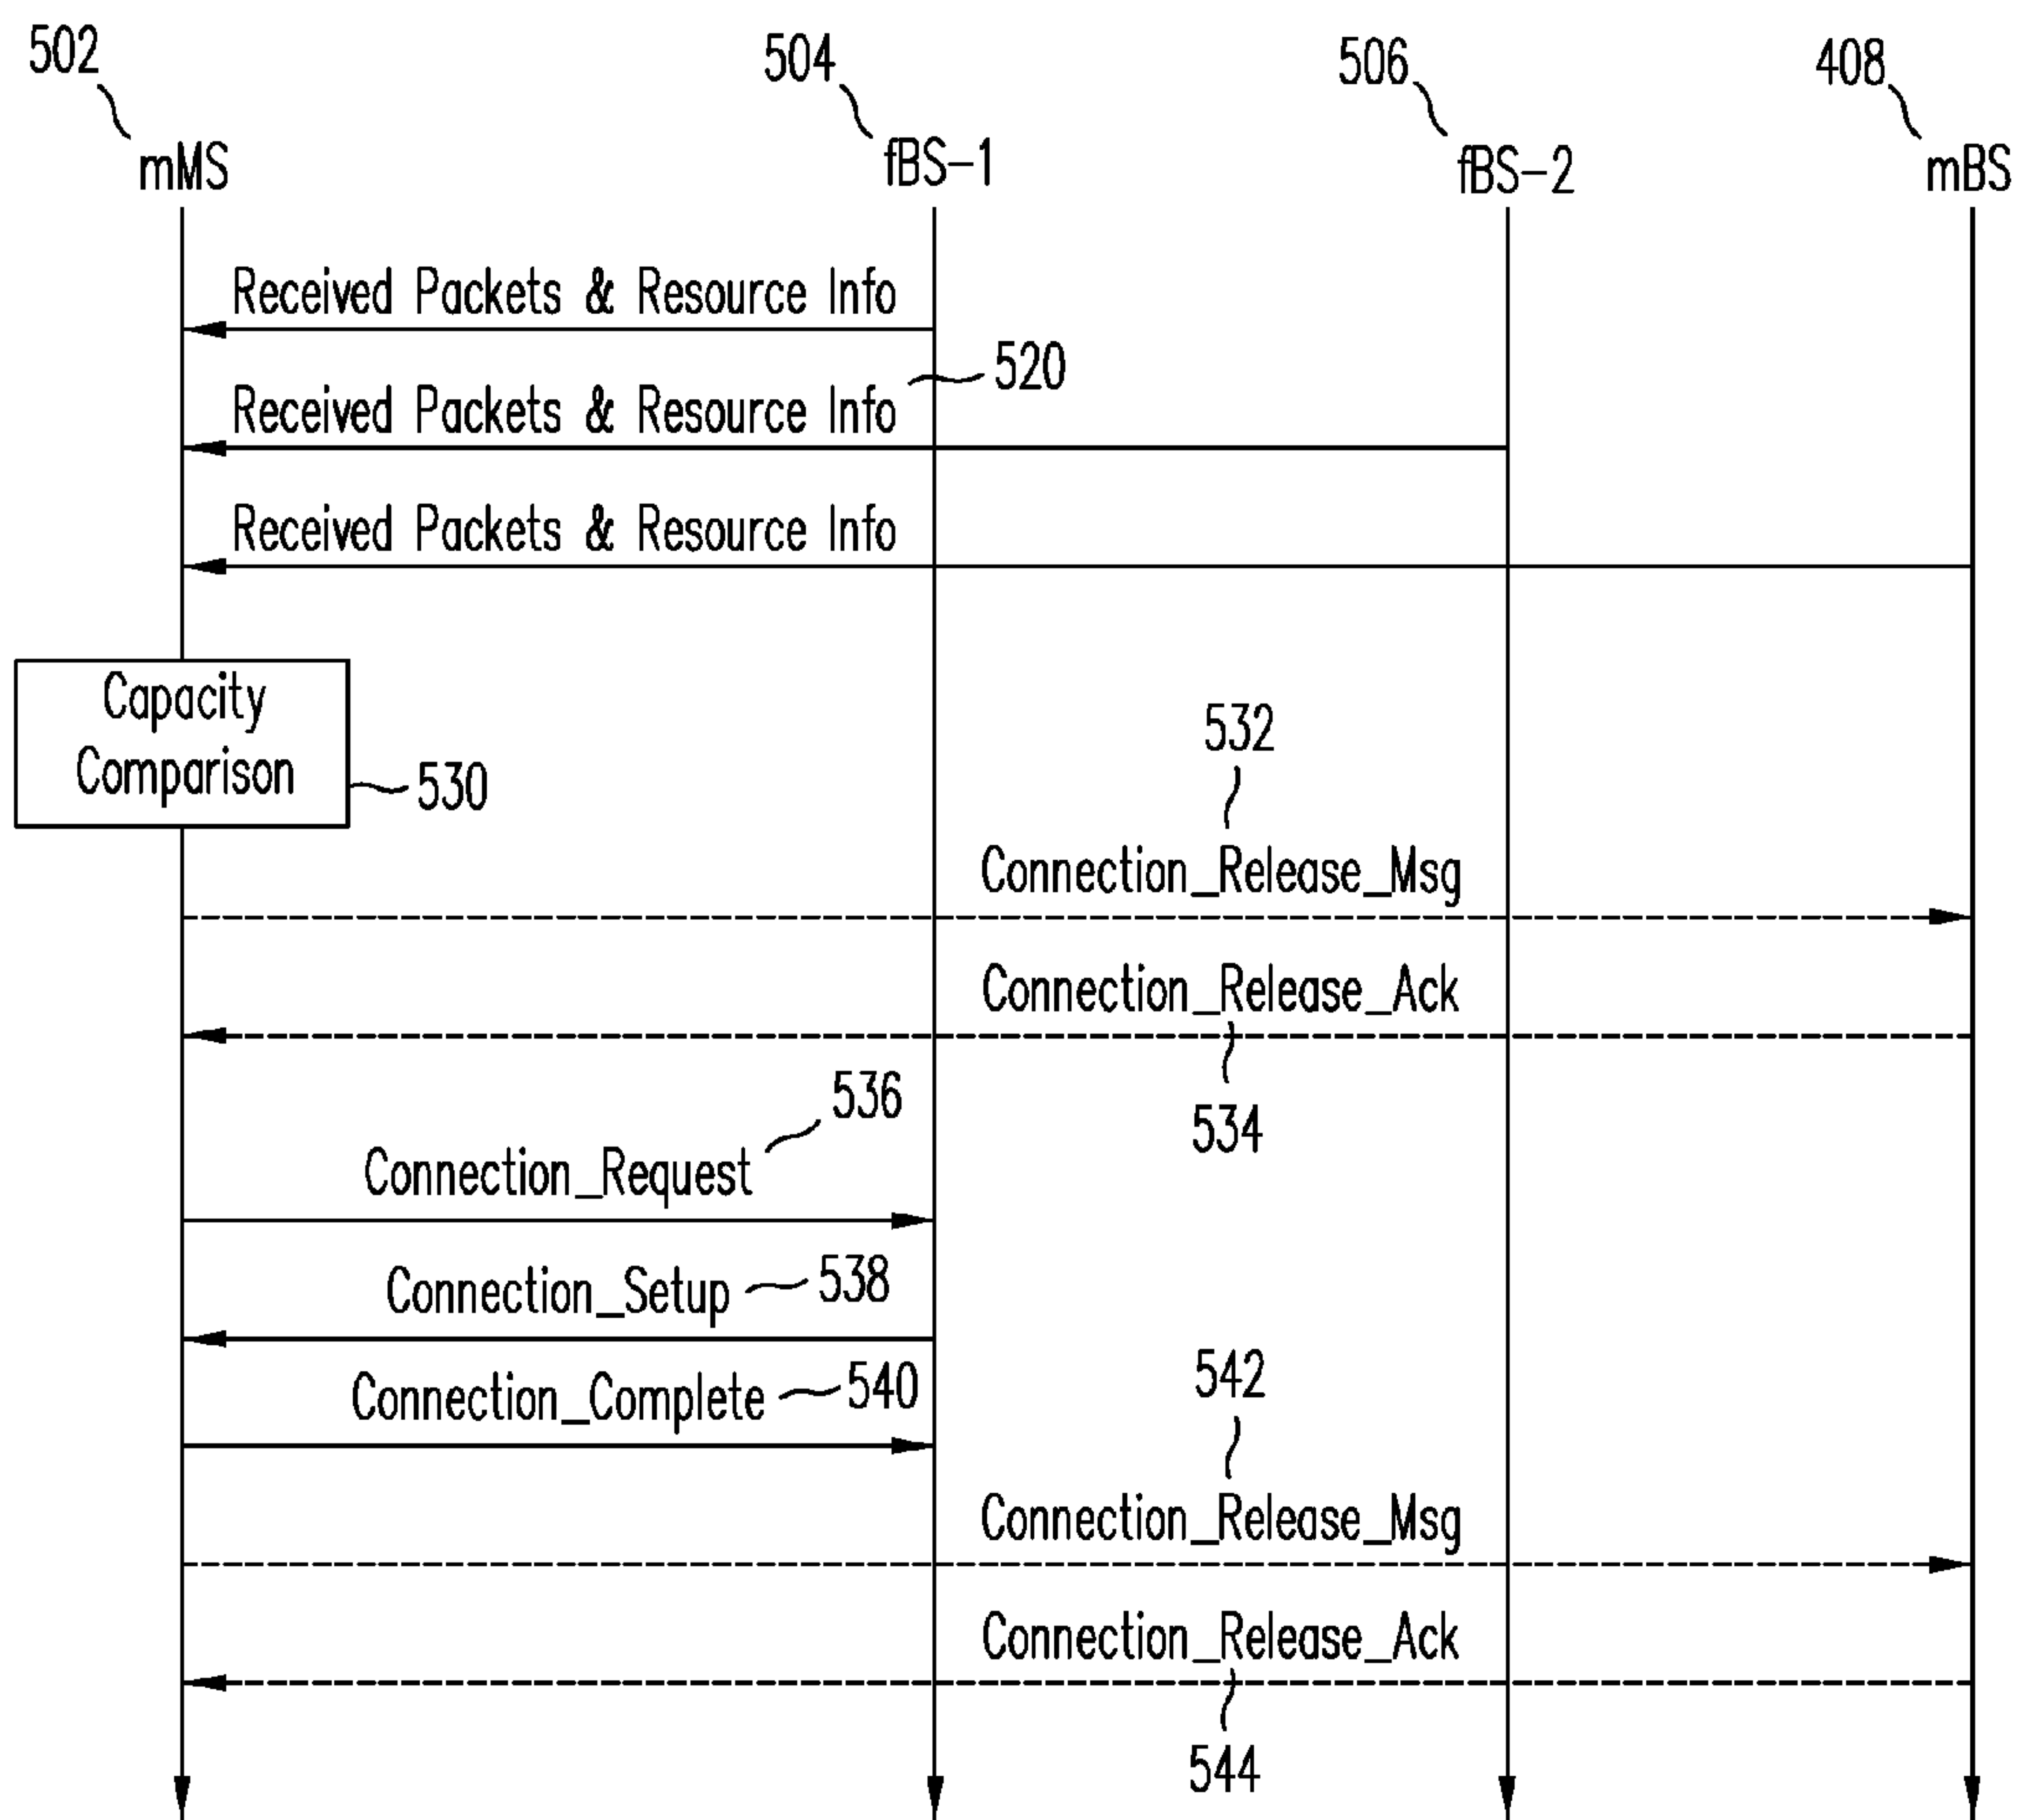 502
504
506
408
mMS
fBS-1
fBS-2
mBS
Received Packets & Resource Info
520
Received Packets & Resource Info
Received Packets & Resource Info
Capacity
Comparison
530
532
Connection_Release_Msg
Connection_Release_Ack
534
536
Connection_Request
Connection_Setup
538
Connection_Complete
540
542
Connection_Release_Msg
Connection_Release_Ack
544